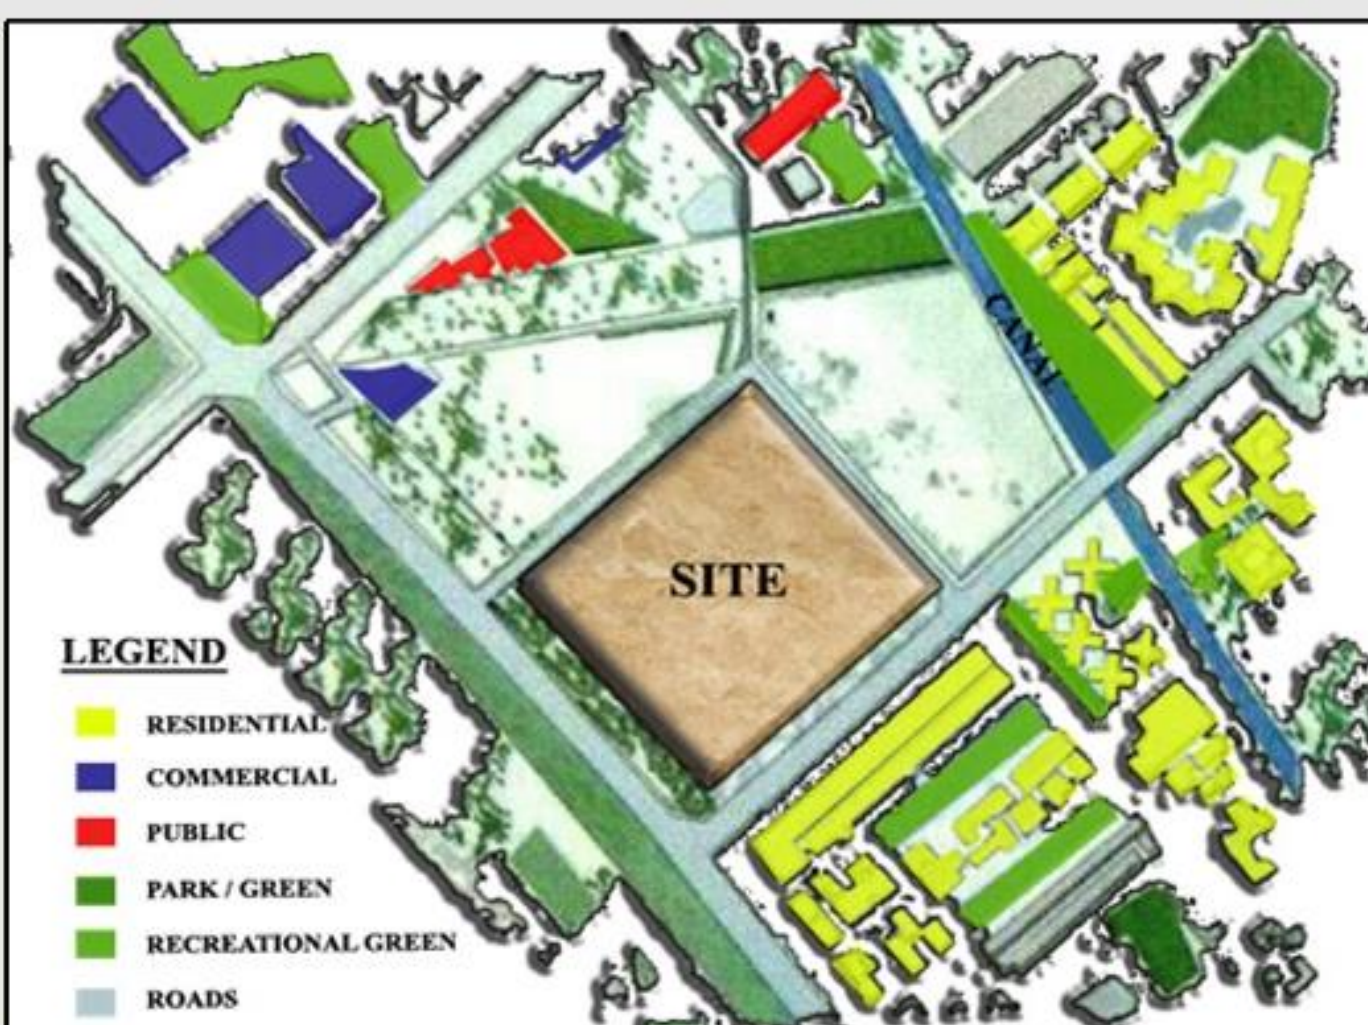 CANAL
SITE
LEGEND
RESIDENTIAL
COMMERCIAL
PUBLIC
PARK / GREEN
RECREATIONAL GREEN
ROADS